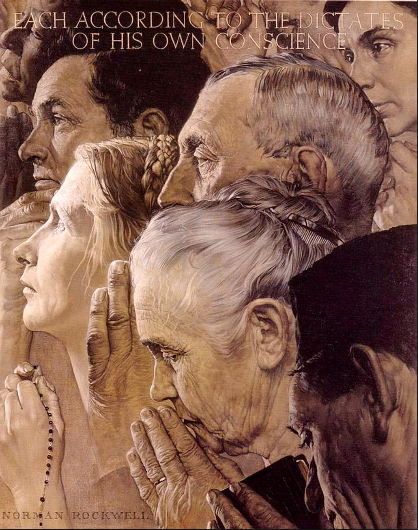 EACH ACCORDING TO THE DICTATES
OF HIS OWN CONSCIENCE
NORMAN ROCKWELL